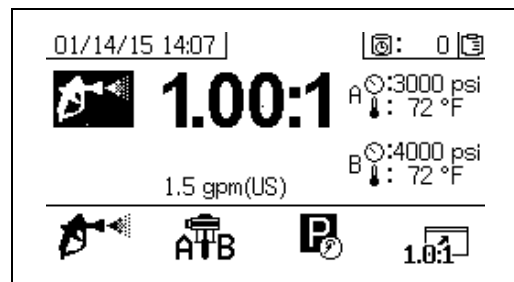 01/14/15 14:07
: 0
1.00:1
A :3000 psi
: 72 °F
B :4000 psi
: 72 °F
1.5 gpm(US)
A B
P
1.0:1